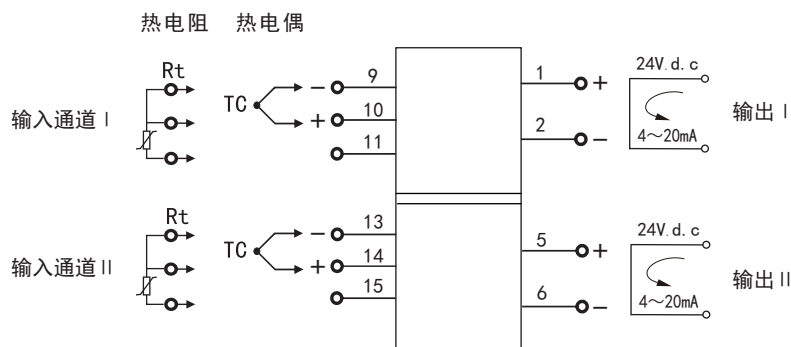 热电阻 热电偶
Rt
TC
− 9
+ 10
11
输入通道 I
1 +
2 −
24V.d.c
4～20mA
输出 I
Rt
TC
− 13
+ 14
15
输入通道 II
5 +
6 −
24V.d.c
4～20mA
输出 II